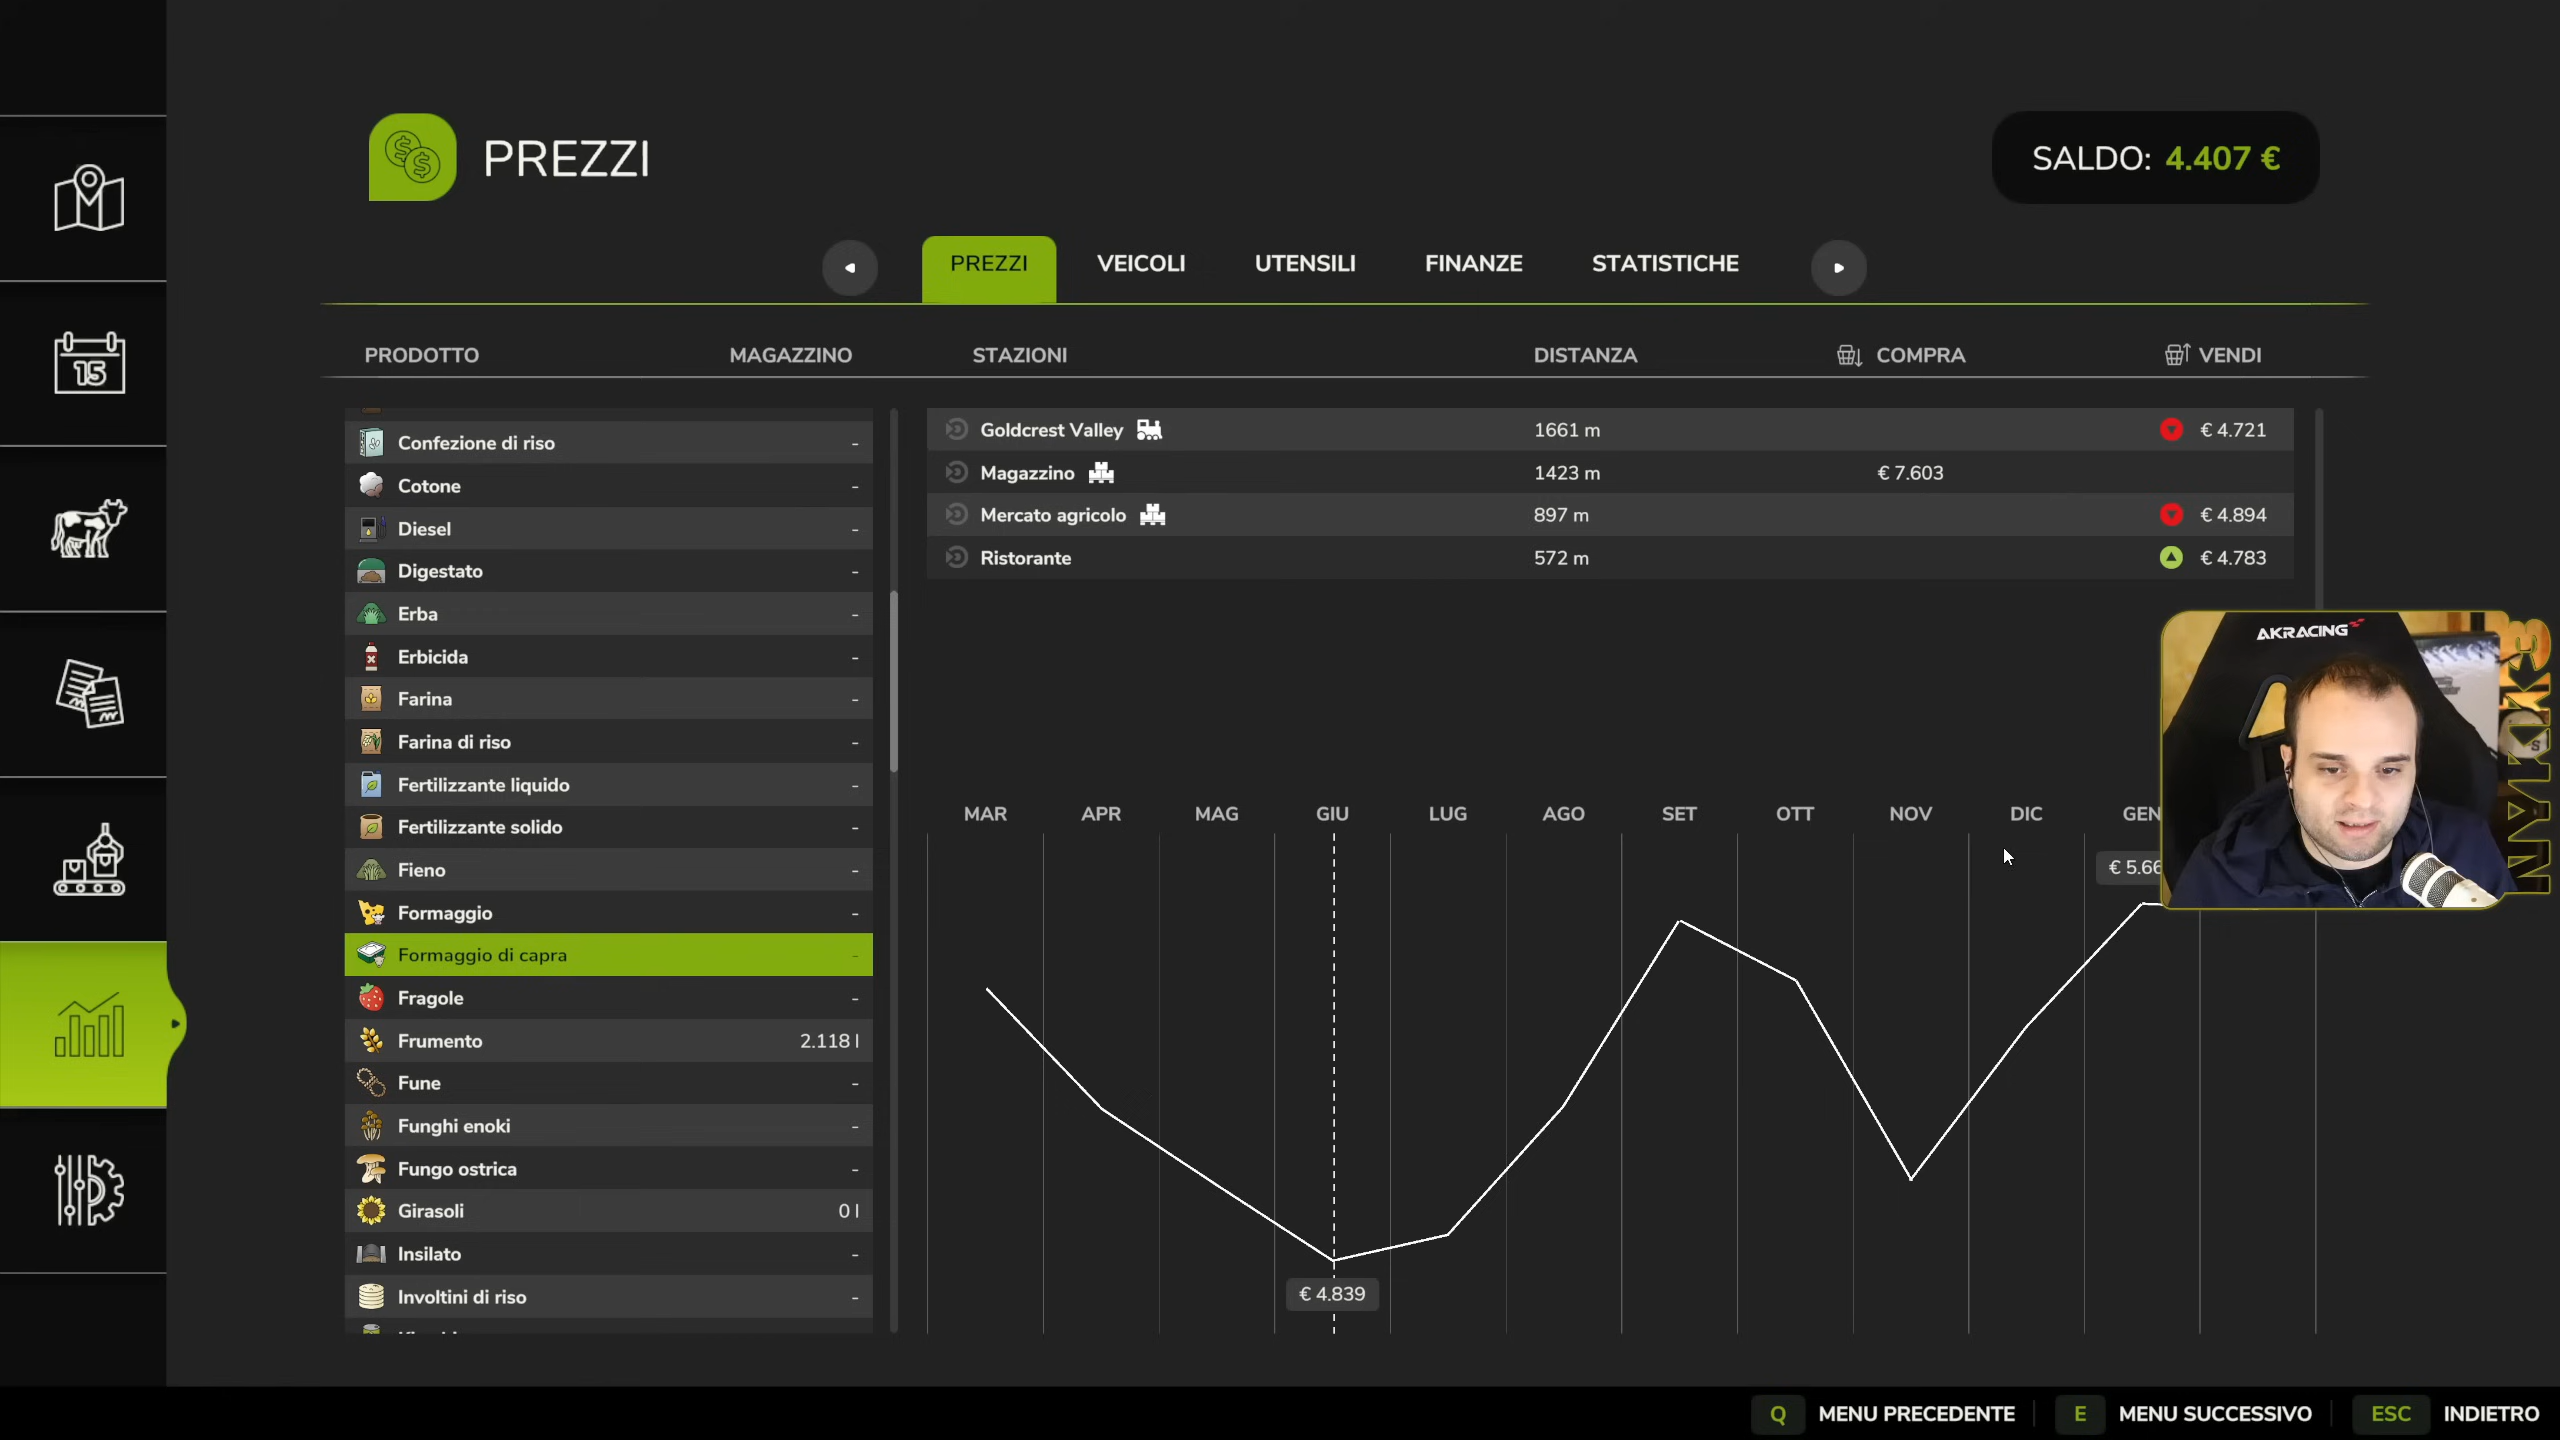 PREZZI
SALDO: 4.407 €
PREZZI VEICOLI UTENSILI FINANZE STATISTICHE
PRODOTTO MAGAZZINO STAZIONI DISTANZA COMPRA VENDI
15
Confezione di riso -
Cotone -
Diesel -
Digestato -
Erba -
Erbicida -
Farina -
Farina di riso -
Fertilizzante liquido -
Fertilizzante solido -
Fieno -
Formaggio -
Formaggio di capra -
Fragole -
Frumento 2.118 l
Fune -
Funghi enoki -
Fungo ostrica -
Girasoli 0 l
Insilato -
Involtini di riso -
Goldcrest Valley 1661 m € 4.721
Magazzino 1423 m € 7.603
Mercato agricolo 897 m € 4.894
Ristorante 572 m € 4.783
AKRACING
MAR APR MAG GIU LUG AGO SET OTT NOV DIC GEN
€ 5.66
€ 4.839
Q MENU PRECEDENTE E MENU SUCCESSIVO ESC INDIETRO